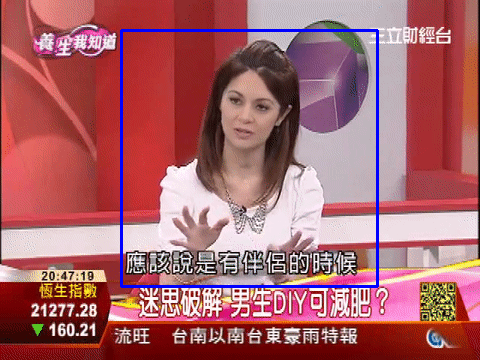 養生我知道
三立財經台
應該說是有伴侶的時候
20:47:19
迷思破解 男生DIY可減肥？
恆生指數
21277.28
▼160.21
流旺 台南以南台東豪雨特報